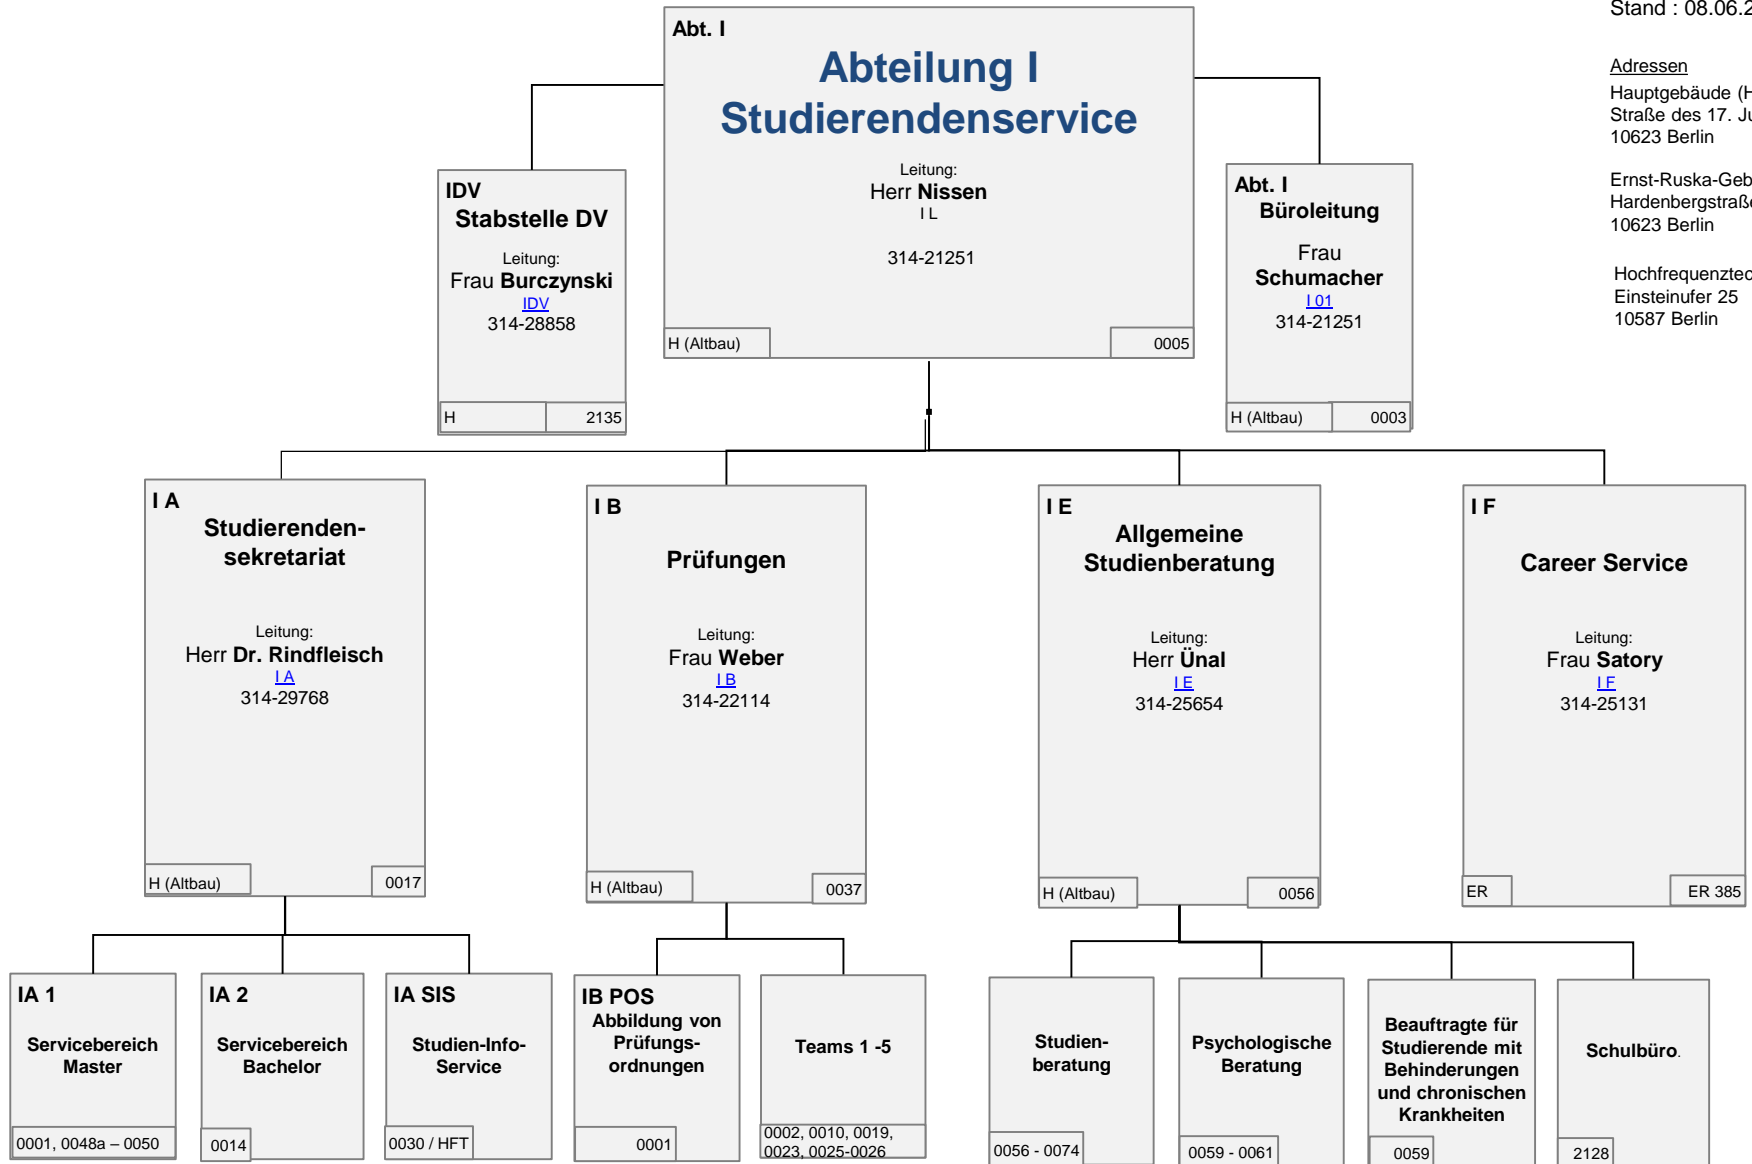 Stand : 08.06.2
Adressen
Hauptgebäude (H
Straße des 17. Ju
10623 Berlin
Ernst-Ruska-Geb
Hardenbergstraße
10623 Berlin
Hochfrequenztec
Einsteinufer 25
10587 Berlin
Abt. I
Abteilung I
Studierendenservice
Leitung:
Herr Nissen
I L
314-21251
H (Altbau)
0005
IDV
Stabstelle DV
Leitung:
Frau Burczynski
IDV
314-28858
H
2135
Abt. I
Büroleitung
Frau
Schumacher
I 01
314-21251
H (Altbau)
0003
I A
Studierenden-
sekretariat
Leitung:
Herr Dr. Rindfleisch
I A
314-29768
H (Altbau)
0017
I B
Prüfungen
Leitung:
Frau Weber
I B
314-22114
H (Altbau)
0037
I E
Allgemeine
Studienberatung
Leitung:
Herr Ünal
I E
314-25654
H (Altbau)
0056
I F
Career Service
Leitung:
Frau Satory
I F
314-25131
ER
ER 385
IA 1
Servicebereich
Master
0001, 0048a – 0050
IA 2
Servicebereich
Bachelor
0014
IA SIS
Studien-Info-
Service
0030 / HFT
IB POS
Abbildung von
Prüfungs-
ordnungen
0001
Teams 1 -5
0002, 0010, 0019,
0023, 0025-0026
Studien-
beratung
0056 - 0074
Psychologische
Beratung
0059 - 0061
Beauftragte für
Studierende mit
Behinderungen
und chronischen
Krankheiten
0059
Schulbüro.
2128